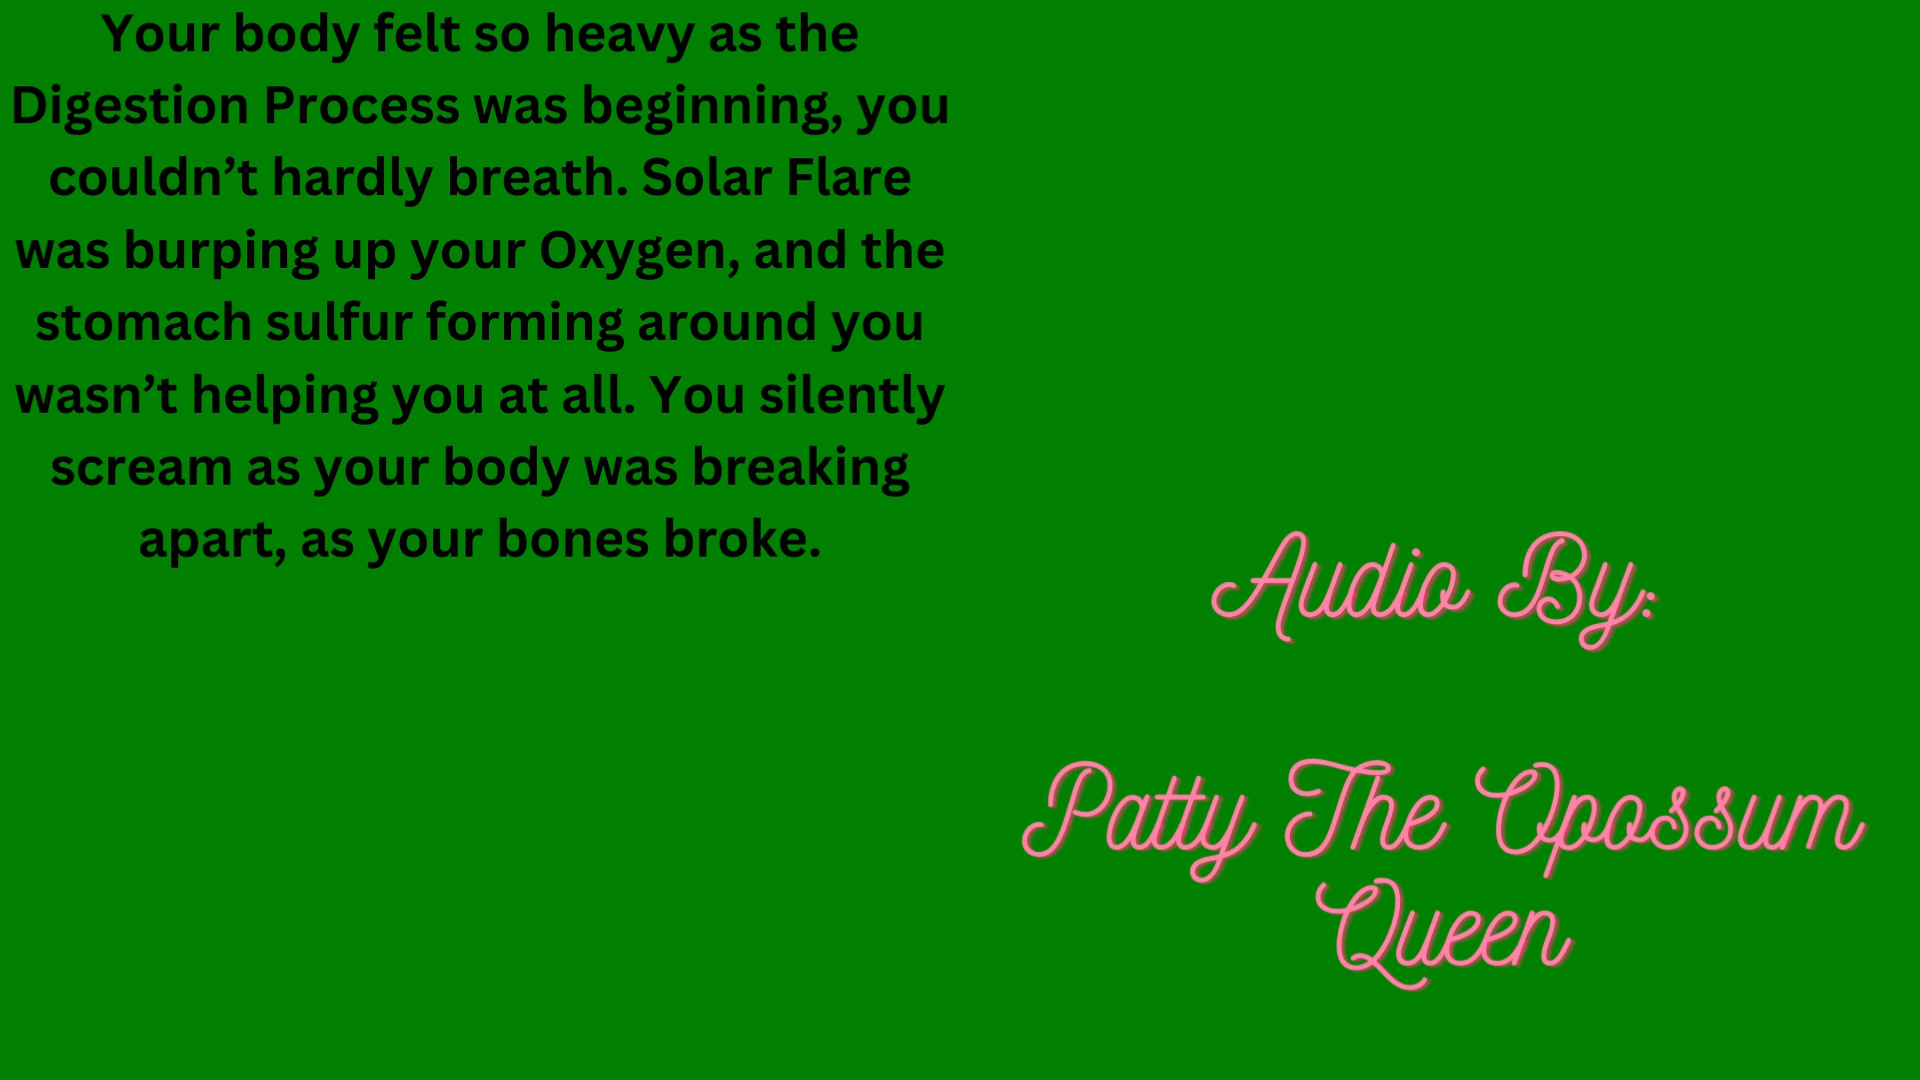 Your body felt so heavy as the
Digestion Process was beginning, you
couldn’t hardly breath. Solar Flare
was burping up your Oxygen, and the
stomach sulfur forming around you
wasn’t helping you at all. You silently
scream as your body was breaking
apart, as your bones broke.
Audio By:
Patty The Opossum
Queen